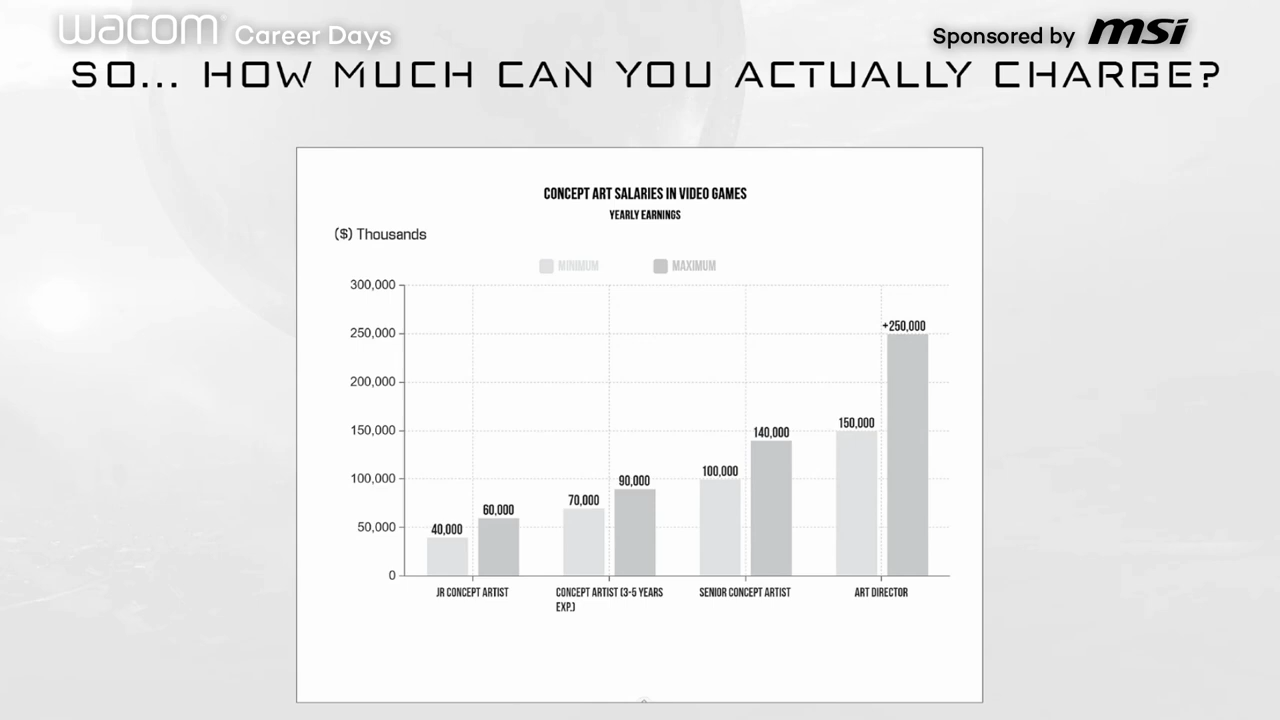 wacom Career Days
Sponsored by msi
SO... HOW MUCH CAN YOU ACTUALLY CHARGE?
CONCEPT ART SALARIES IN VIDEO GAMES
YEARLY EARNINGS
($) Thousands
MINIMUM MAXIMUM
300,000
250,000
200,000
150,000
100,000
50,000
0
40,000
60,000
70,000
90,000
100,000
140,000
150,000
+250,000
JR CONCEPT ARTIST
CONCEPT ARTIST (3-5 YEARS
EXP.)
SENIOR CONCEPT ARTIST
ART DIRECTOR